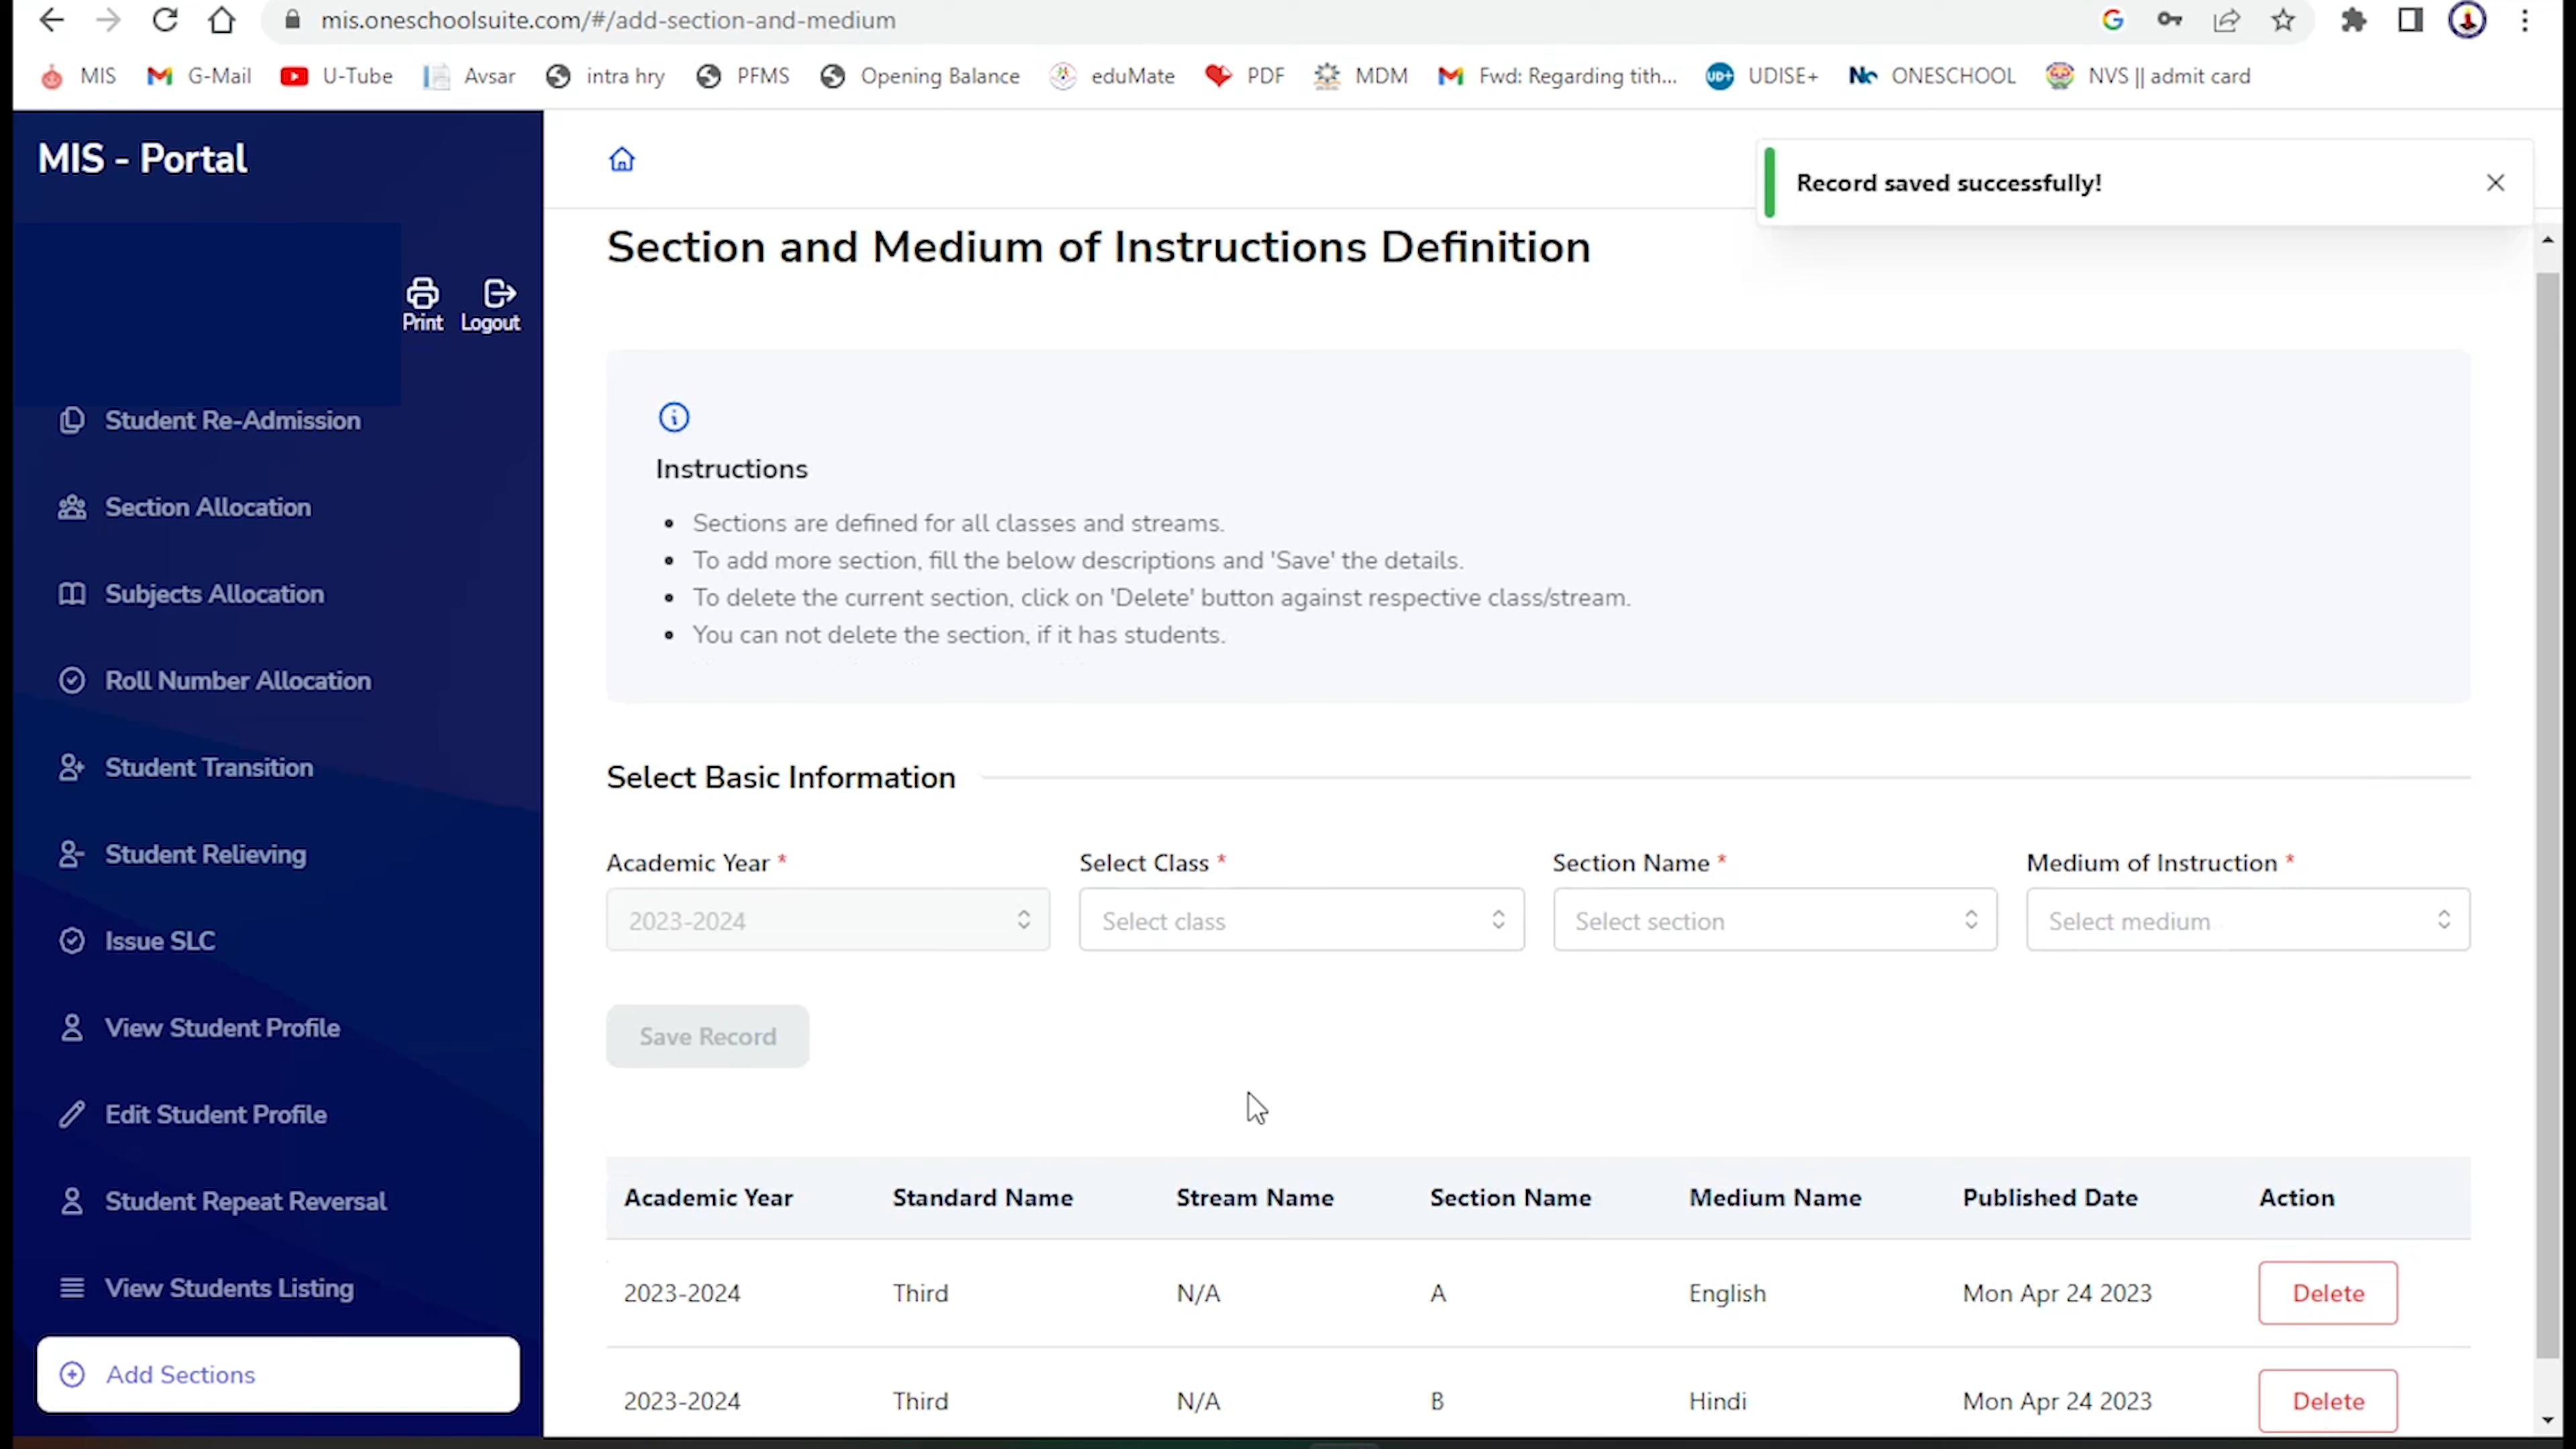 mis.oneschoolsuite.com/#/add-section-and-medium
MIS G-Mail U-Tube Avsar intra hry PFMS Opening Balance eduMate PDF MDM Fwd: Regarding tith... UD+ UDISE+ ONESCHOOL NVS || admit card
MIS - Portal
Print Logout
Student Re-Admission
Section Allocation
Subjects Allocation
Roll Number Allocation
Student Transition
Student Relieving
Issue SLC
View Student Profile
Edit Student Profile
Student Repeat Reversal
View Students Listing
Add Sections
Record saved successfully!
Section and Medium of Instructions Definition
Instructions
Sections are defined for all classes and streams.
To add more section, fill the below descriptions and 'Save' the details.
To delete the current section, click on 'Delete' button against respective class/stream.
You can not delete the section, if it has students.
Select Basic Information
Academic Year * Select Class * Section Name * Medium of Instruction *
2023-2024 Select class Select section Select medium
Save Record
Academic Year Standard Name Stream Name Section Name Medium Name Published Date Action
2023-2024 Third N/A A English Mon Apr 24 2023 Delete
2023-2024 Third N/A B Hindi Mon Apr 24 2023 Delete